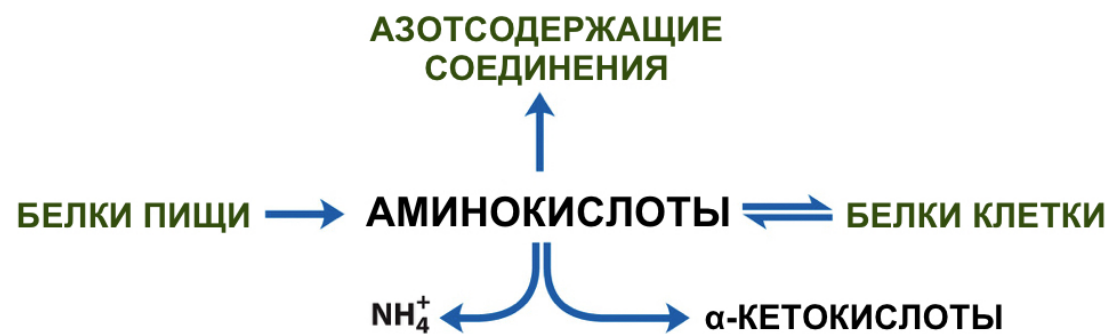 АЗОТСОДЕРЖАЩИЕ
СОЕДИНЕНИЯ
БЕЛКИ ПИЩИ
АМИНОКИСЛОТЫ
БЕЛКИ КЛЕТКИ
NH₄⁺
α-КЕТОКИСЛОТЫ